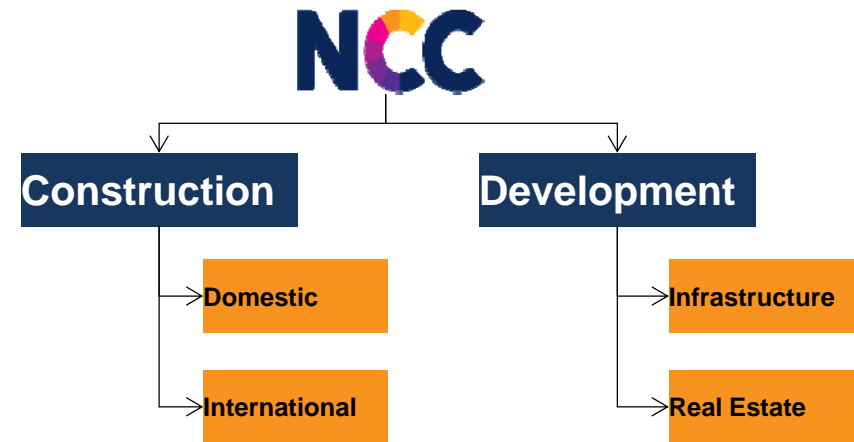 NCC
Construction
Development
Domestic
Infrastructure
International
Real Estate